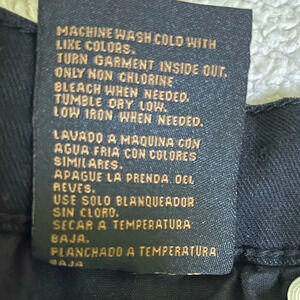 MACHINE WASH COLD WITH
LIKE COLORS.
TURN GARMENT INSIDE OUT.
ONLY NON CHLORINE
BLEACH WHEN NEEDED.
TUMBLE DRY LOW.
LOW IRON WHEN NEEDED.
LAVADO A MAQUINA CON
AGUA FRIA CON COLORES
SIMILARES.
APAGUE LA PRENDA DEL
REVES.
USE SOLO BLANQUEADOR
SIN CLORO.
SECAR A TEMPERATURA
BAJA.
PLANCHADO A TEMPERATURA
BAJA